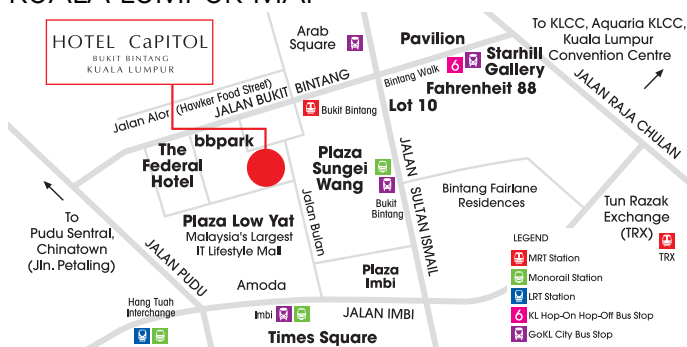 KUALA LUMPUR MAP
HOTEL CaPITOL
BUKIT BINTANG
KUALA LUMPUR
Arab
Square
Pavilion
To KLCC, Aquaria KLCC,
Kuala Lumpur
Convention Centre
Starhill
Gallery
6
Bintang Walk
Fahrenheit 88
JALAN RAJA CHULAN
Jalan Alor (Hawker Food Street)
JALAN BUKIT BINTANG
Bukit Bintang
Lot 10
bbpark
The
Federal
Hotel
Plaza
Sungei
Wang
Bukit
Bintang
JALAN SULTAN ISMAIL
Bintang Fairlane
Residences
Tun Razak
Exchange
(TRX)
TRX
To
Pudu Sentral,
Chinatown
(Jln. Petaling)
JALAN PUDU
Plaza Low Yat
Malaysia's Largest
IT Lifestyle Mall
Jalan Bulan
Plaza
Imbi
Amoda
Hang Tuah
Interchange
Imbi
JALAN IMBI
Times Square
LEGEND
MRT Station
Monorail Station
LRT Station
6 KL Hop-On Hop-Off Bus Stop
GoKL City Bus Stop